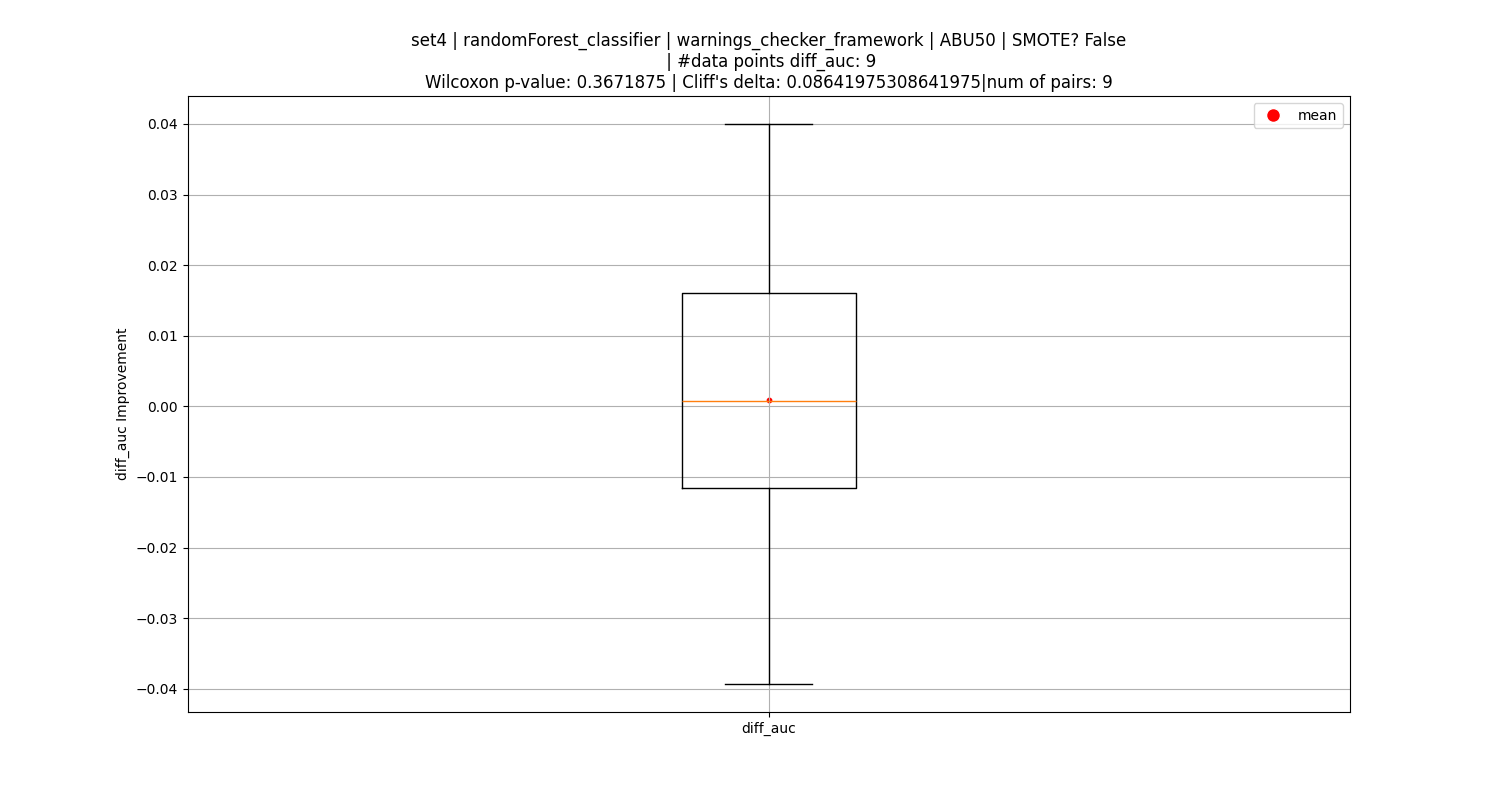 set4 | randomForest_classifier | warnings_checker_framework | ABU50 | SMOTE? False
| #data points diff_auc: 9
Wilcoxon p-value: 0.3671875 | Cliff's delta: 0.08641975308641975|num of pairs: 9
mean
0.04
0.03
0.02
0.01
0.00
−0.01
−0.02
−0.03
−0.04
diff_auc Improvement
diff_auc